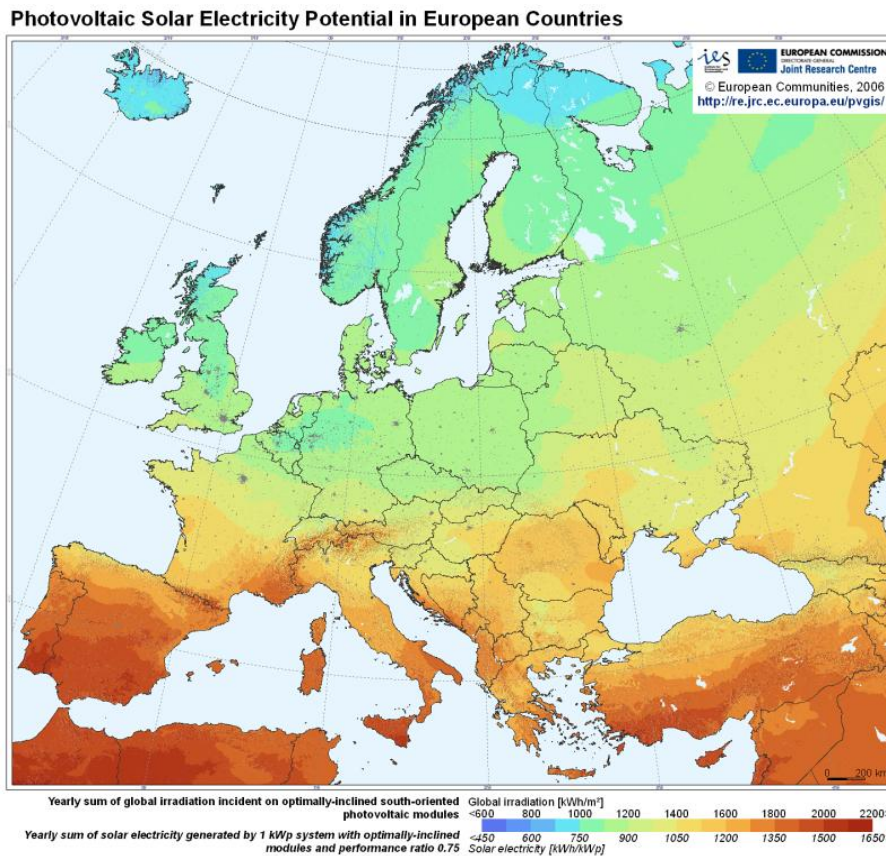 Photovoltaic Solar Electricity Potential in European Countries
EUROPEAN COMMISSION
DIRECTORATE-GENERAL
Joint Research Centre
© European Communities, 2006
http://re.jrc.ec.europa.eu/pvgis/
0 200 km
Yearly sum of global irradiation incident on optimally-inclined south-oriented
photovoltaic modules
Global irradiation [kWh/m²]
<600 800 1000 1200 1400 1600 1800 2000 2200
Yearly sum of solar electricity generated by 1 kWp system with optimally-inclined
modules and performance ratio 0.75
<450 600 750 900 1050 1200 1350 1500 1650
Solar electricity [kWh/kWp]